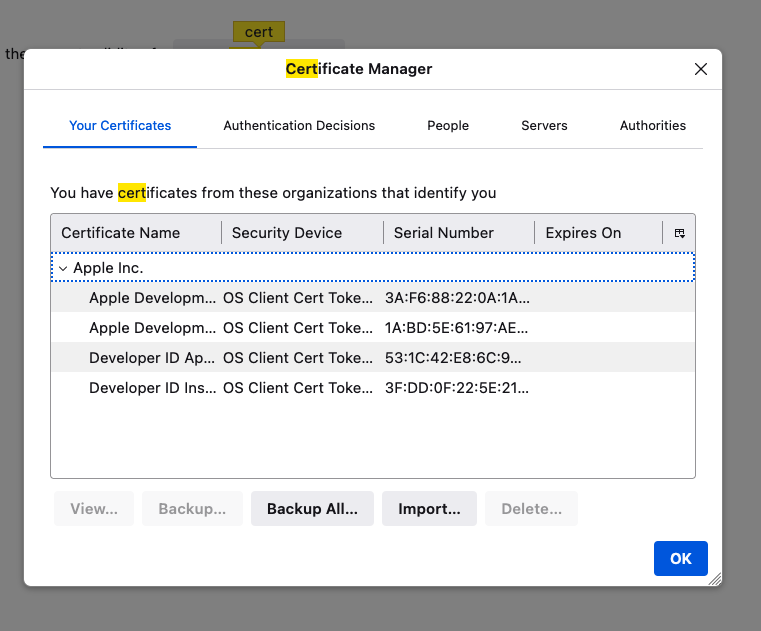 cert
the
Certificate Manager
Your Certificates Authentication Decisions People Servers Authorities
You have certificates from these organizations that identify you
Certificate Name Security Device Serial Number Expires On
Apple Inc.
Apple Developm... OS Client Cert Toke... 3A:F6:88:22:0A:1A...
Apple Developm... OS Client Cert Toke... 1A:BD:5E:61:97:AE...
Developer ID Ap... OS Client Cert Toke... 53:1C:42:E8:6C:9...
Developer ID Ins... OS Client Cert Toke... 3F:DD:0F:22:5E:21...
View... Backup... Backup All... Import... Delete...
OK